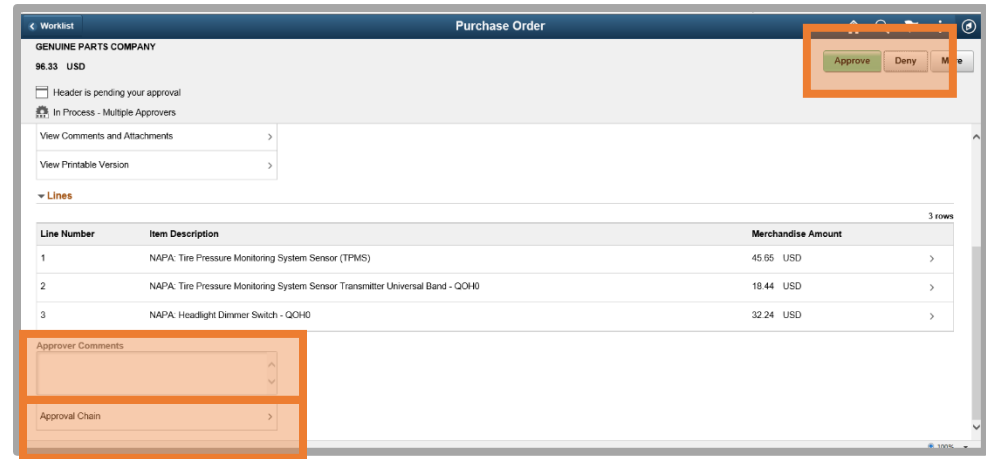 Worklist
Purchase Order
GENUINE PARTS COMPANY
96.33 USD
Approve Deny
Header is pending your approval
In Process - Multiple Approvers
View Comments and Attachments
View Printable Version
Lines
3 rows
Line Number Item Description Merchandise Amount
1 NAPA: Tire Pressure Monitoring System Sensor (TPMS) 45.65 USD
2 NAPA: Tire Pressure Monitoring System Sensor Transmitter Universal Band - QOH0 18.44 USD
3 NAPA: Headlight Dimmer Switch - QOH0 32.24 USD
Approver Comments
Approval Chain
100%